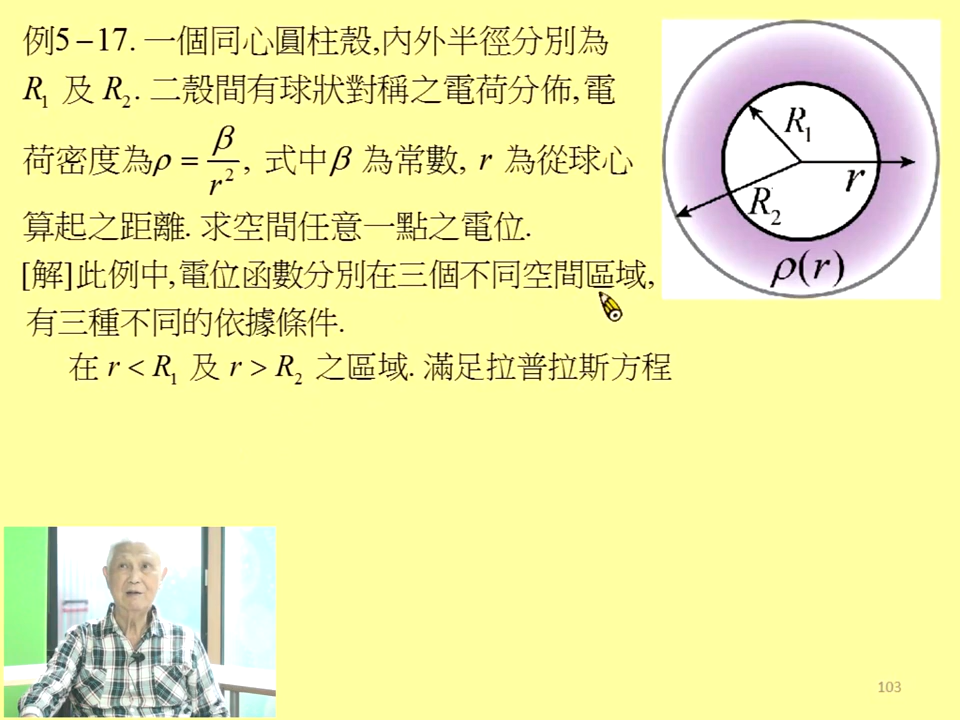 例5－17. 一個同心圓柱殼,內外半徑分別為
R₁ 及 R₂. 二殼間有球狀對稱之電荷分佈,電
荷密度為ρ = β/r², 式中β 為常數, r 為從球心
算起之距離. 求空間任意一點之電位.
[解]此例中,電位函數分別在三個不同空間區域,
有三種不同的依據條件.
在 r < R₁ 及 r > R₂ 之區域. 滿足拉普拉斯方程
R₁
r
R₂
ρ(r)
103